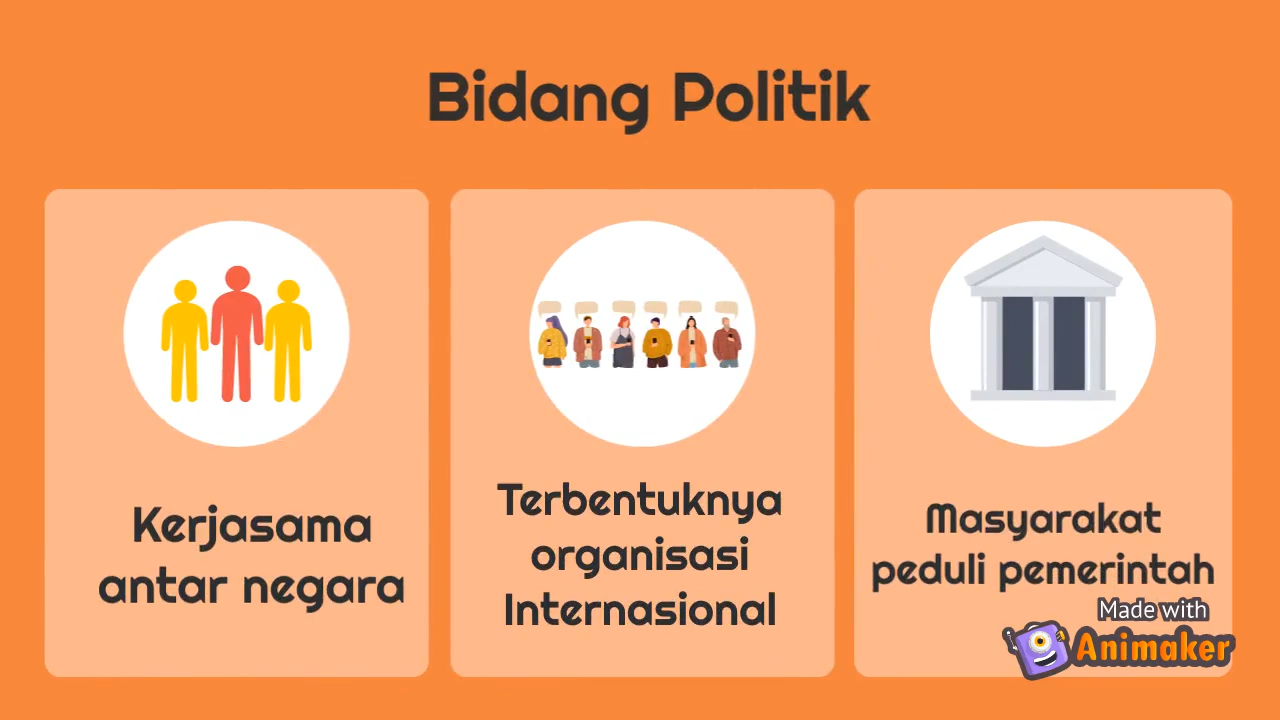 Bidang Politik
Kerjasama
antar negara
Terbentuknya
organisasi
Internasional
Masyarakat
peduli pemerintah
Made with
Animaker